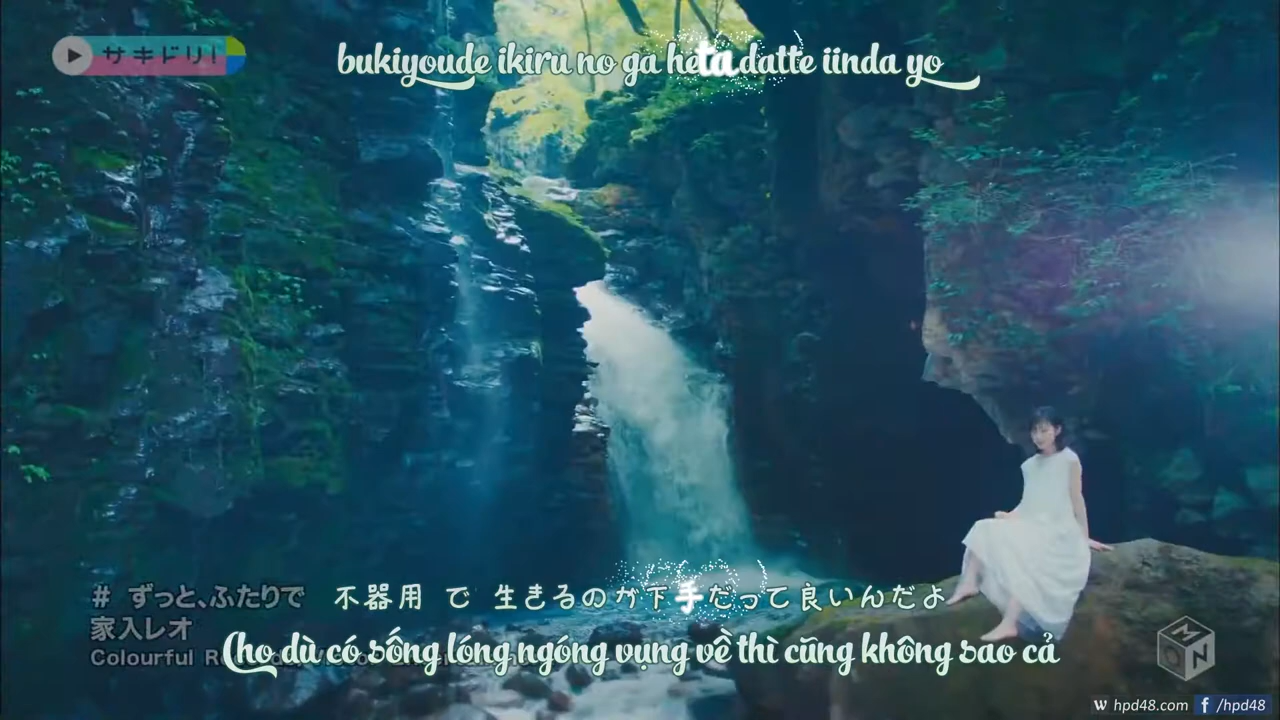 サキドリ!
bukiyoude ikiru no ga heta datte iinda yo
# ずっと、ふたりで
不器用 で 生きるのが下手だって良いんだよ
家入レオ
Cho dù có sống lóng ngóng vụng về thì cũng không sao cả
Colourful
M
ON
W hpd48.com f /hpd48